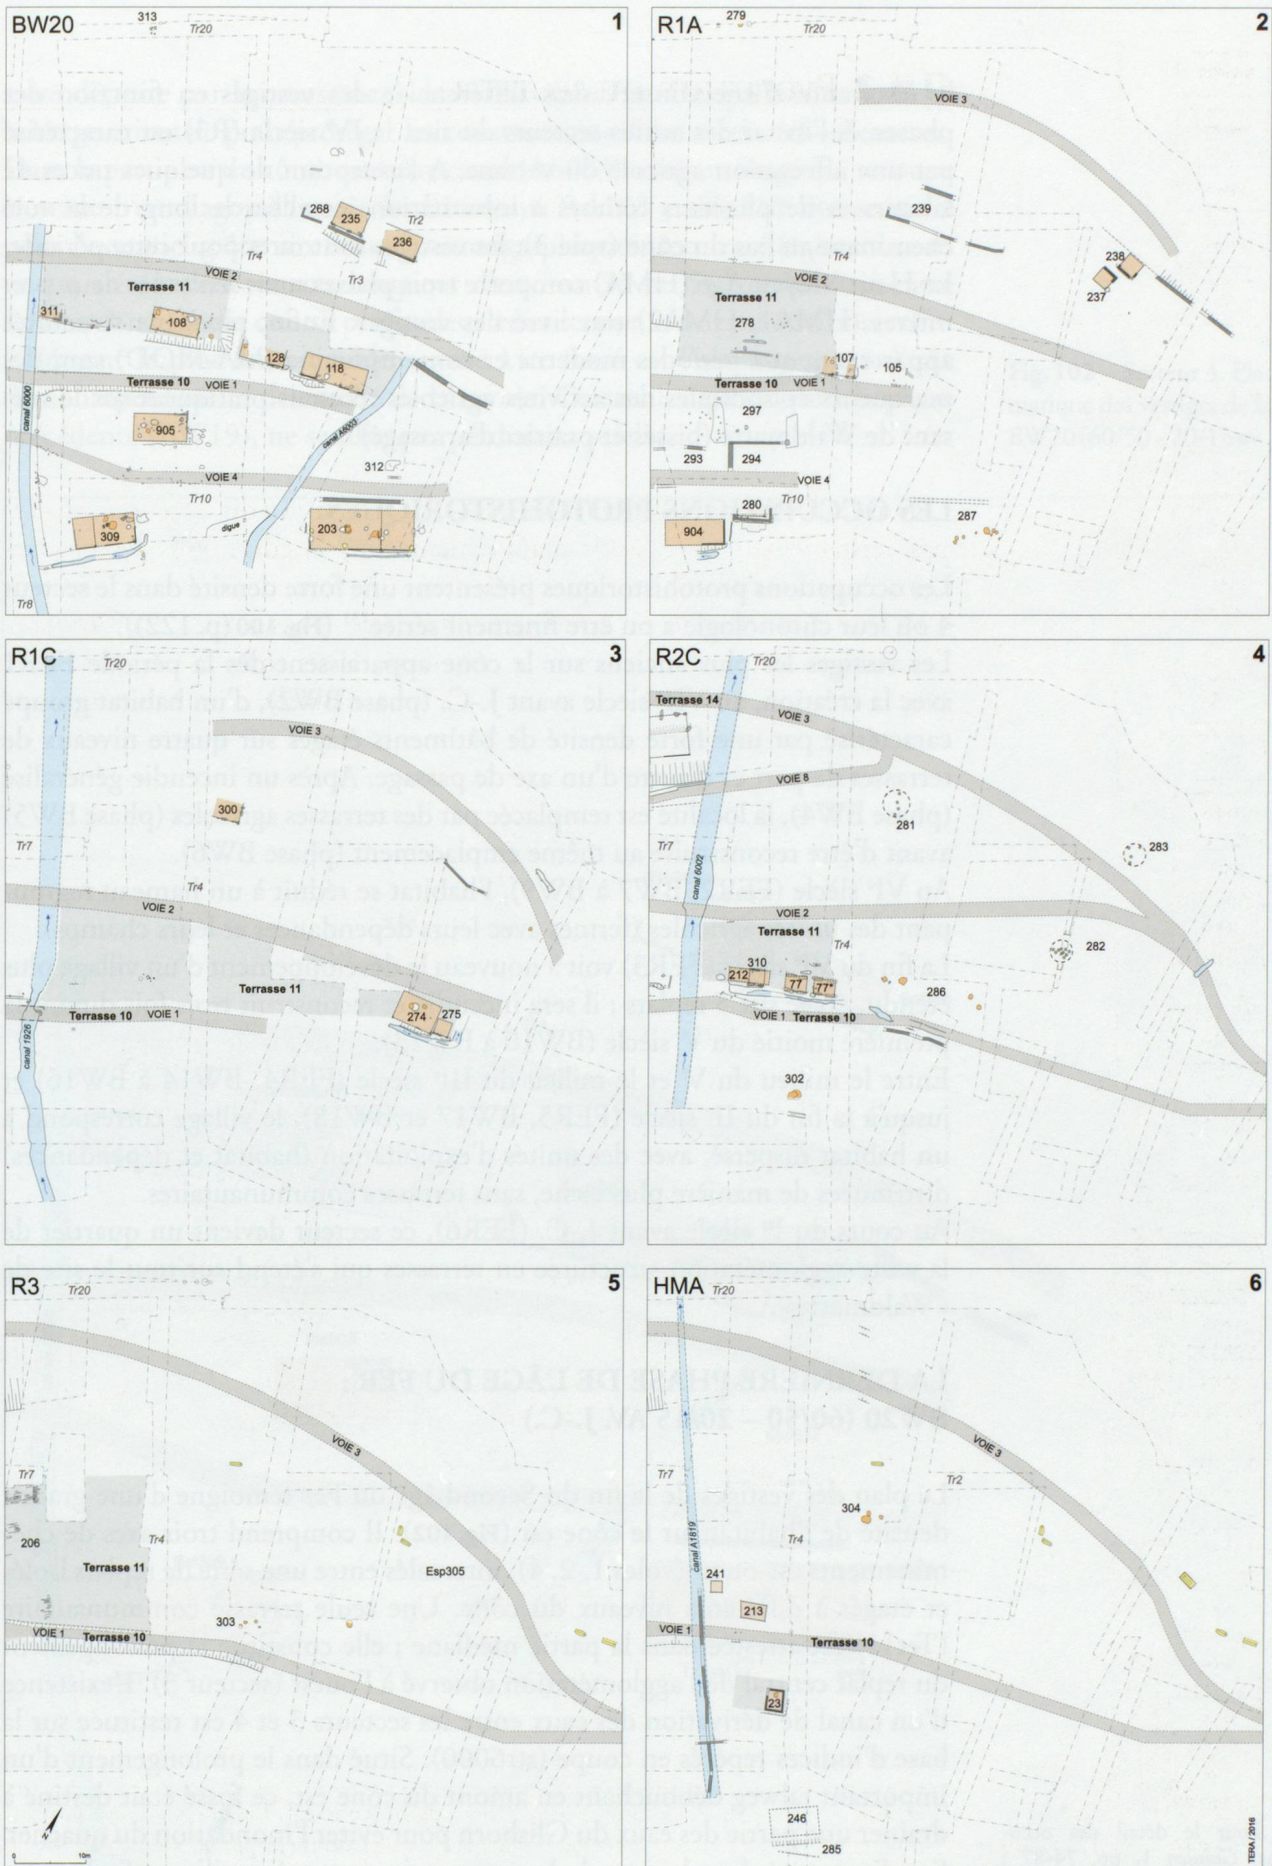 BW20
1
313
Tr20
268
235
Tr2
236
Tr4
VOIE 2
Tr3
Terrasse 11
311
108
128
118
Terrasse 10
VOIE 1
canal 6000
905
canal A6003
312
VOIE 4
Tr10
digue
203
309
Tr8
R1A
2
279
Tr20
VOIE 3
239
Tr4
238
VOIE 2
237
Terrasse 11
278
107
105
Terrasse 10
VOIE 1
297
293
294
VOIE 4
280
Tr10
287
904
R1C
3
Tr20
VOIE 3
300
Tr7
Tr4
VOIE 2
Terrasse 11
Terrasse 10
VOIE 1
274
275
canal 1926
R2C
4
Tr20
Terrasse 14
VOIE 3
VOIE 8
281
Tr7
283
canal 6002
VOIE 2
Terrasse 11
Tr4
282
310
212
77
77*
286
VOIE 1
Terrasse 10
302
R3
5
Tr20
VOIE 3
Tr7
206
Tr4
Terrasse 11
Esp305
303
VOIE 1
Terrasse 10
N
0
10m
HMA
6
Tr20
VOIE 3
Tr7
Tr2
304
Tr4
canal A1819
241
213
VOIE 1
Terrasse 10
23
246
285
TERA / 2016